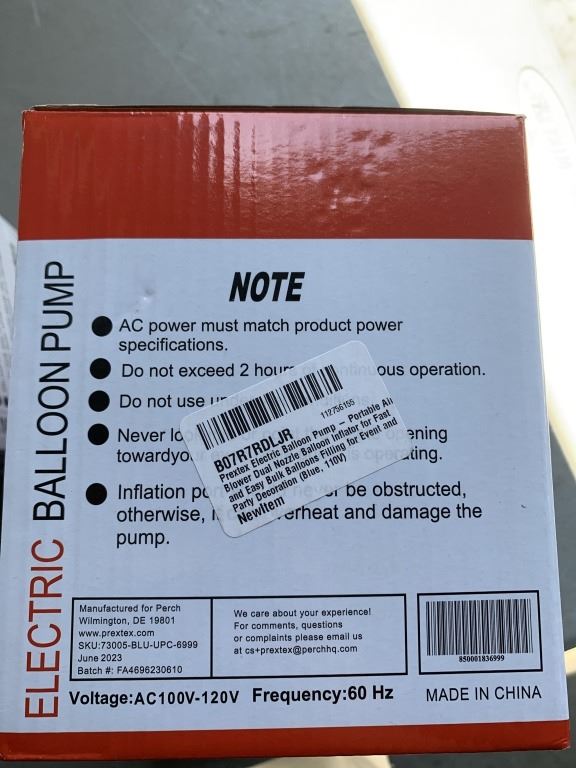 ELECTRIC BALLOON PUMP
NOTE
AC power must match product power
specifications.
Do not exceed 2 hours continuous operation.
Do not use
Never
toward operating.
Inflation never be obstructed,
otherwise, overheat and damage the
pump.
112756155
B07R7RDLJR
Prextex Electric Balloon Pump – Portable Air
Blower Dual Nozzle Balloon Inflator for Fast
and Easy Bulk Balloons Filling for Event and
Party Decoration (Blue, 110V)
NewItem
Manufactured for Perch
Wilmington, DE 19801
www.prextex.com
SKU:73005-BLU-UPC-6999
June 2023
Batch #: FA4696230610
We care about your experience!
For comments, questions
or complaints please email us
at cs+prextex@perchhq.com
850001836999
Voltage:AC100V-120V Frequency:60 Hz
MADE IN CHINA